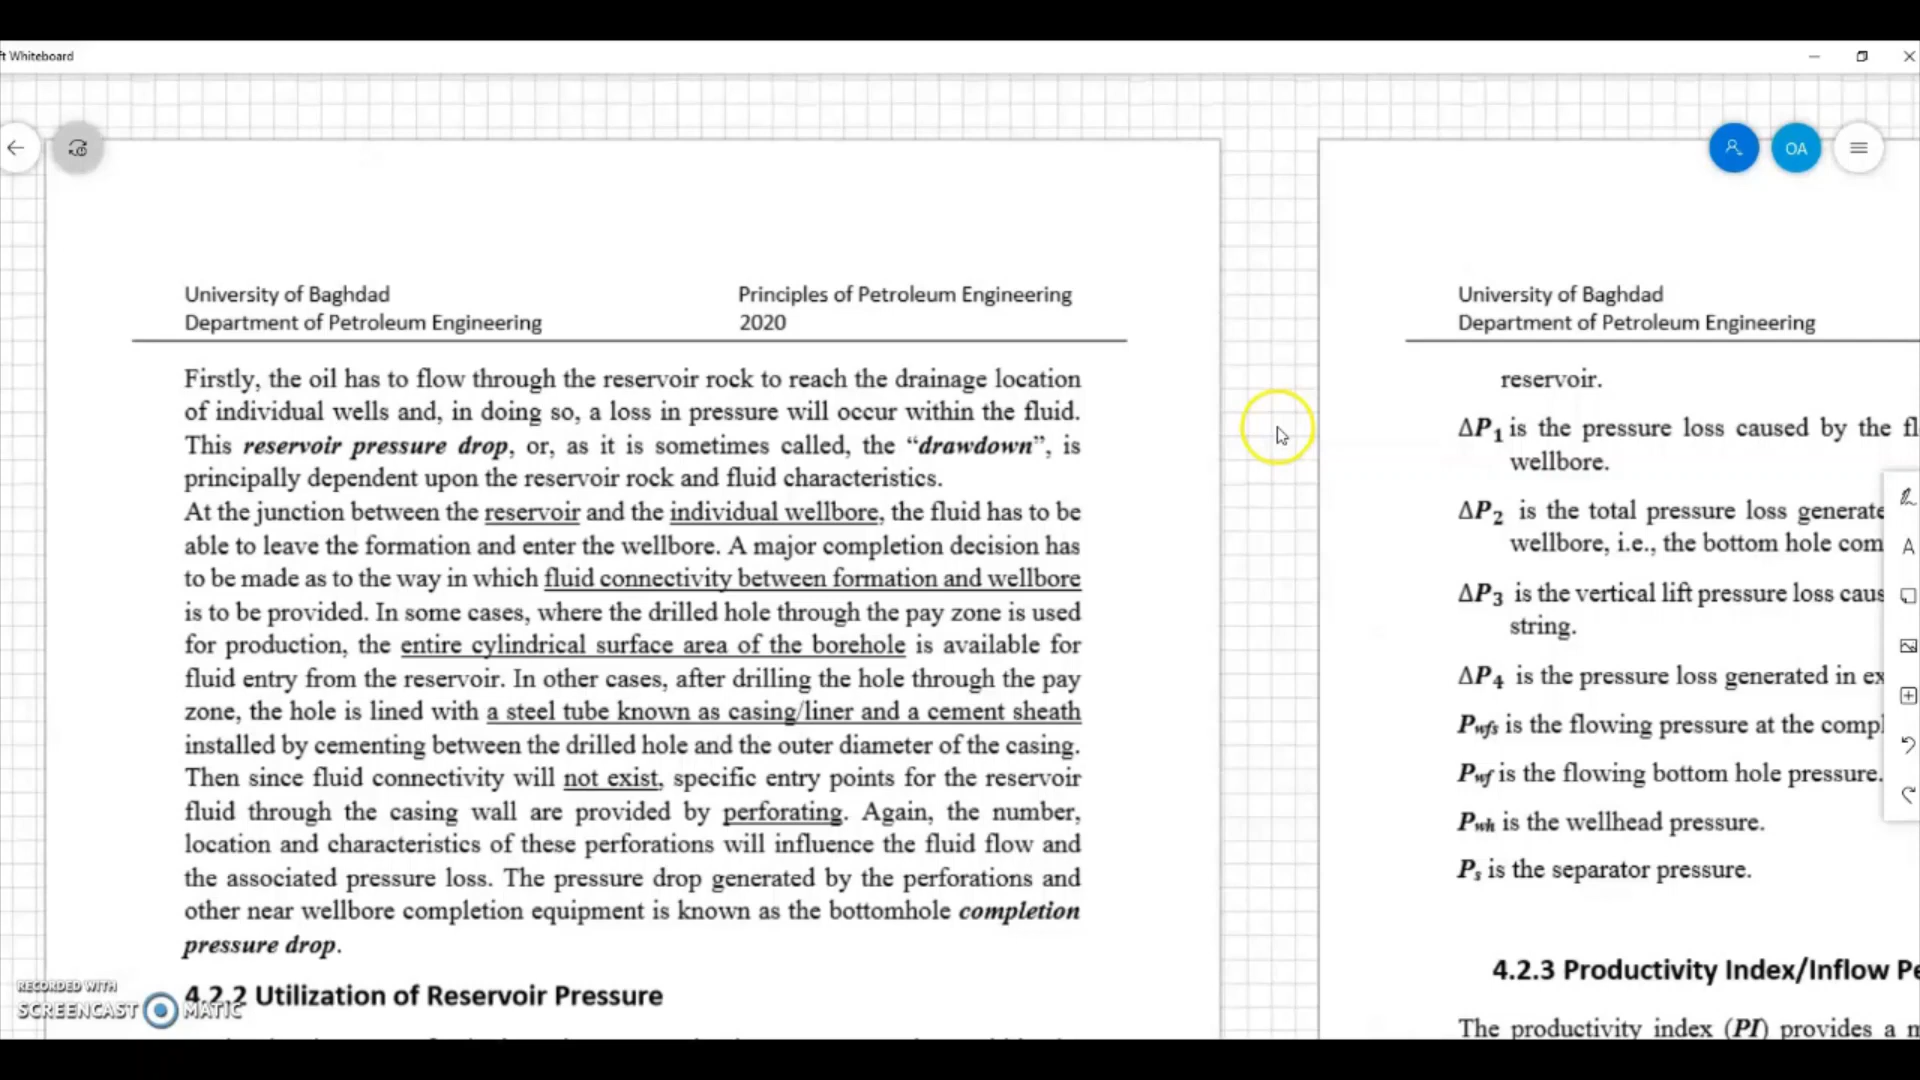 ft Whiteboard
OA
University of Baghdad
Principles of Petroleum Engineering
Department of Petroleum Engineering
2020
Firstly, the oil has to flow through the reservoir rock to reach the drainage location
of individual wells and, in doing so, a loss in pressure will occur within the fluid.
This reservoir pressure drop, or, as it is sometimes called, the “drawdown”, is
principally dependent upon the reservoir rock and fluid characteristics.
At the junction between the reservoir and the individual wellbore, the fluid has to be
able to leave the formation and enter the wellbore. A major completion decision has
to be made as to the way in which fluid connectivity between formation and wellbore
is to be provided. In some cases, where the drilled hole through the pay zone is used
for production, the entire cylindrical surface area of the borehole is available for
fluid entry from the reservoir. In other cases, after drilling the hole through the pay
zone, the hole is lined with a steel tube known as casing/liner and a cement sheath
installed by cementing between the drilled hole and the outer diameter of the casing.
Then since fluid connectivity will not exist, specific entry points for the reservoir
fluid through the casing wall are provided by perforating. Again, the number,
location and characteristics of these perforations will influence the fluid flow and
the associated pressure loss. The pressure drop generated by the perforations and
other near wellbore completion equipment is known as the bottomhole completion
pressure drop.
4.2.2 Utilization of Reservoir Pressure
University of Baghdad
Department of Petroleum Engineering
reservoir.
ΔP1 is the pressure loss caused by the fl
wellbore.
ΔP2 is the total pressure loss generate
wellbore, i.e., the bottom hole com
ΔP3 is the vertical lift pressure loss caus
string.
ΔP4 is the pressure loss generated in ex
Pwfs is the flowing pressure at the compl
Pwf is the flowing bottom hole pressure.
Pwh is the wellhead pressure.
Ps is the separator pressure.
4.2.3 Productivity Index/Inflow Pe
The productivity index (PI) provides a m
RECORDED WITH
SCREENCAST MATIC